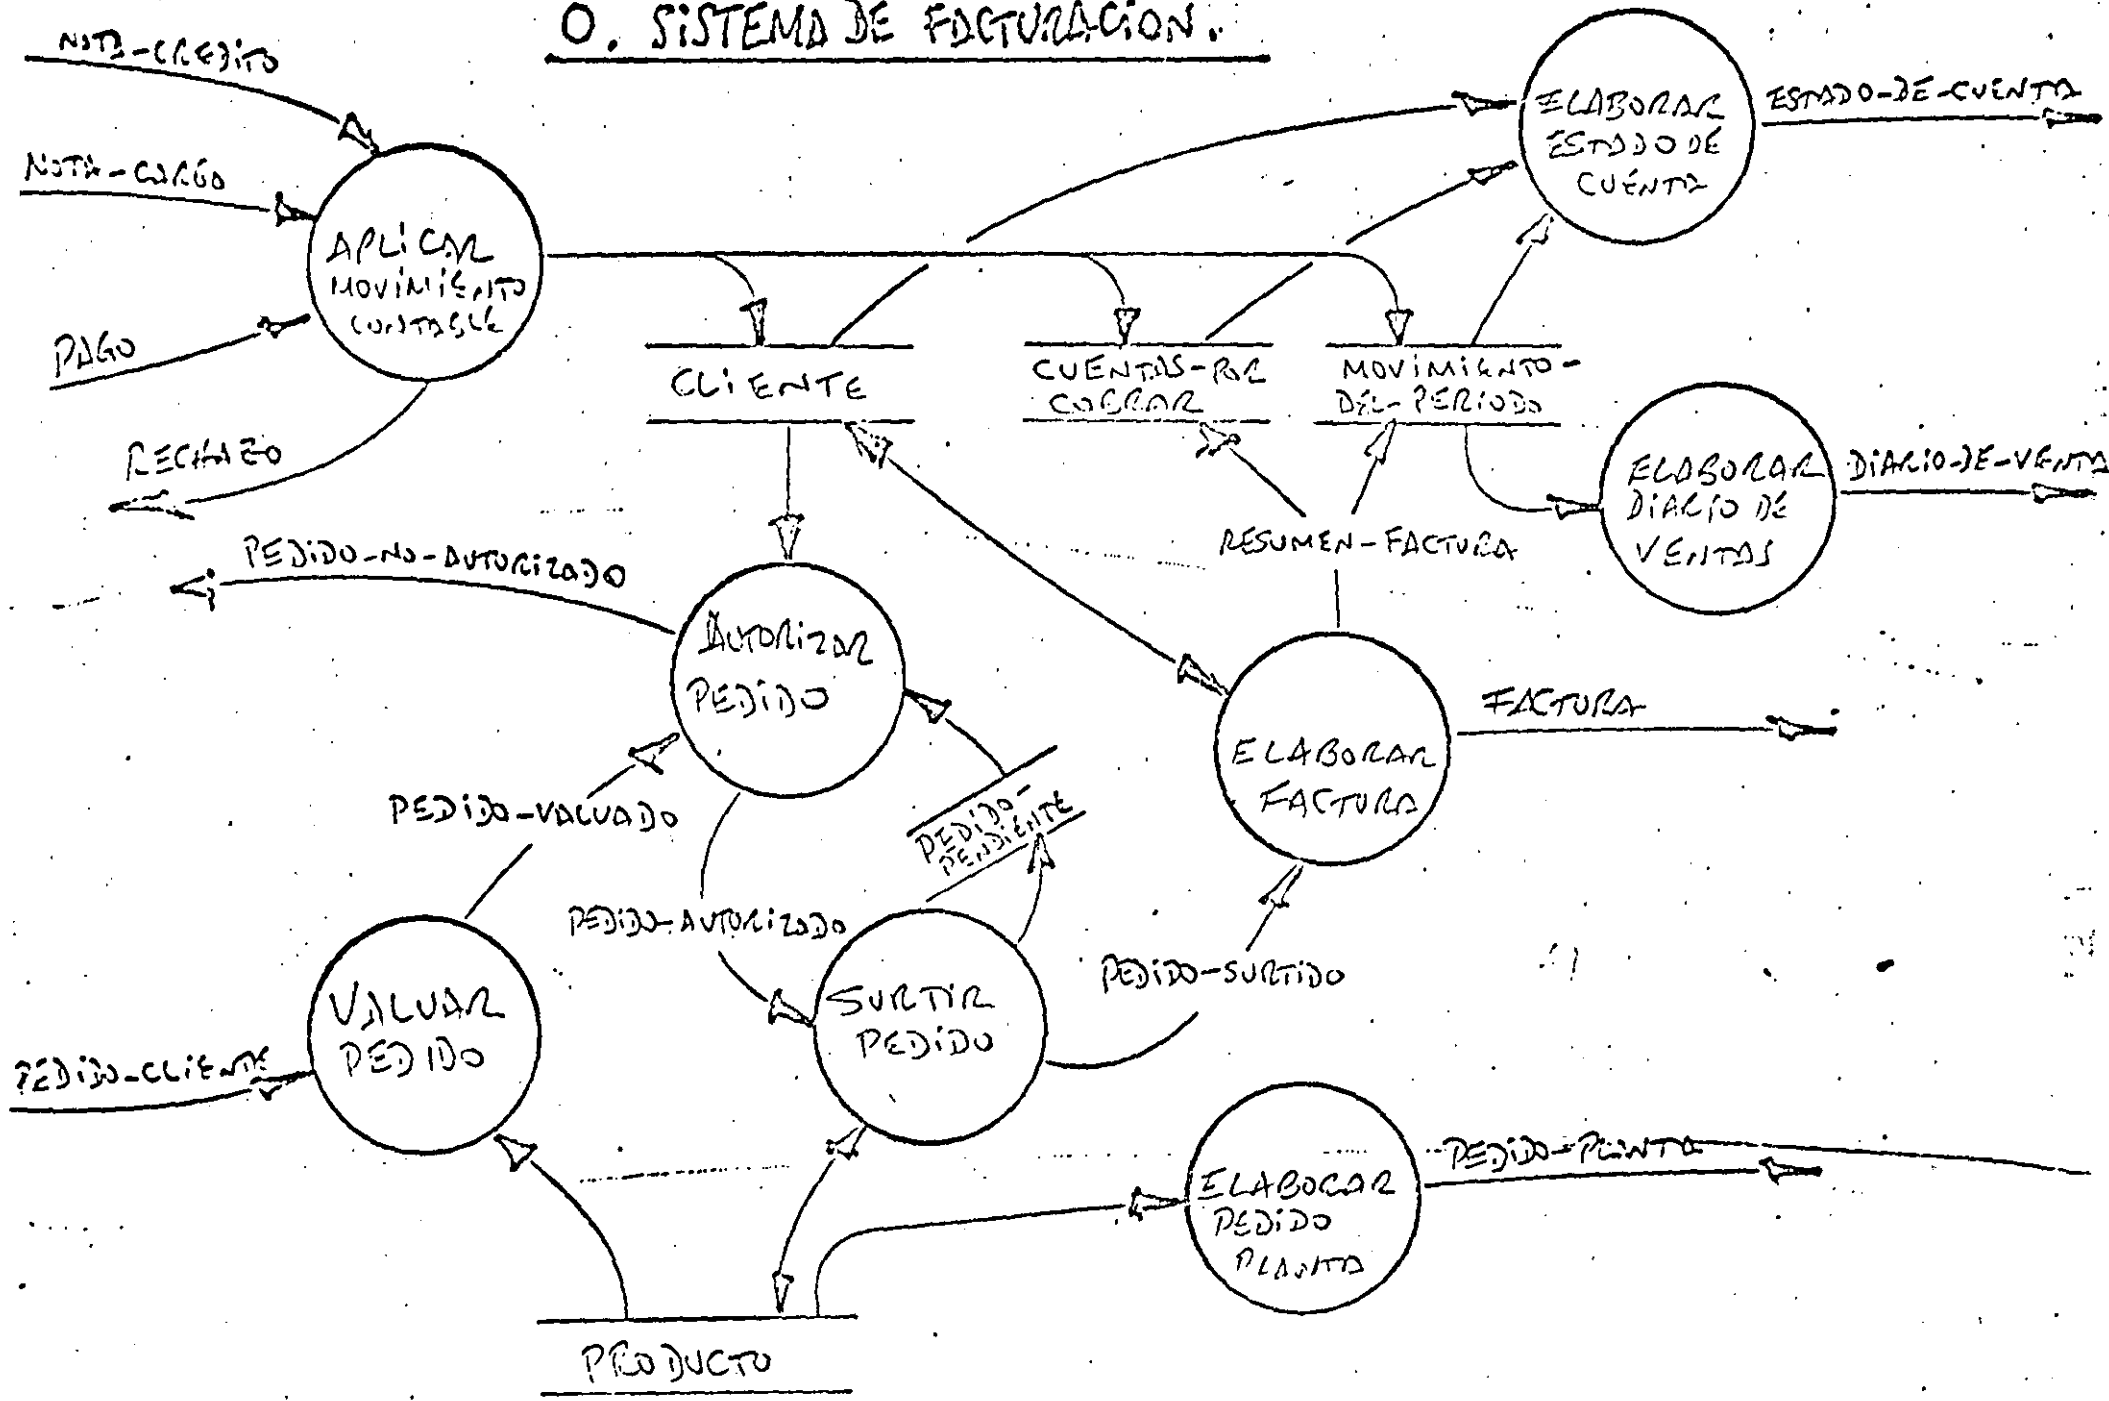 0. SISTEMA DE FACTURACION.
NOTA-CREDITO
NOTA-CARGO
PAGO
RECHAZO
APLICAR
MOVIMIENTO
CONTABLE
ELABORAR
ESTADO DE
CUENTA
ESTADO-DE-CUENTA
CLIENTE
CUENTAS-POR
COBRAR
MOVIMIENTO-
DEL-PERIODO
ELABORAR
DIARIO DE
VENTAS
DIARIO-DE-VENTA
RESUMEN-FACTURA
PEDIDO-NO-AUTORIZADO
AUTORIZAR
PEDIDO
ELABORAR
FACTURA
FACTURA
PEDIDO-VALUADO
PEDIDO-
PENDIENTE
PEDIDO-AUTORIZADO
PEDIDO-SURTIDO
VALUAR
PEDIDO
SURTIR
PEDIDO
PEDIDO-CLIENTE
ELABORAR
PEDIDO
PLANTA
PEDIDO-PLANTA
PRODUCTO